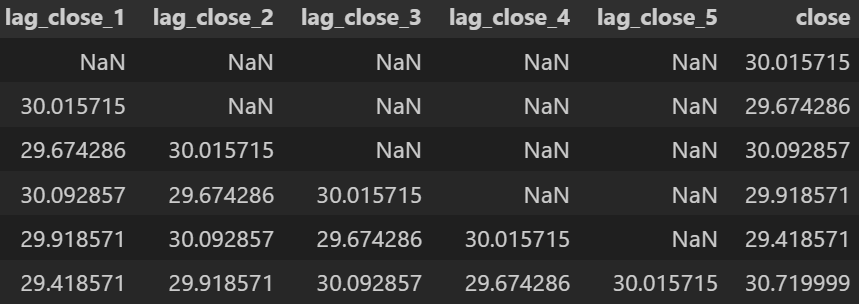 lag_close_1 lag_close_2 lag_close_3 lag_close_4 lag_close_5 close
NaN NaN NaN NaN NaN 30.015715
30.015715 NaN NaN NaN NaN 29.674286
29.674286 30.015715 NaN NaN NaN 30.092857
30.092857 29.674286 30.015715 NaN NaN 29.918571
29.918571 30.092857 29.674286 30.015715 NaN 29.418571
29.418571 29.918571 30.092857 29.674286 30.015715 30.719999